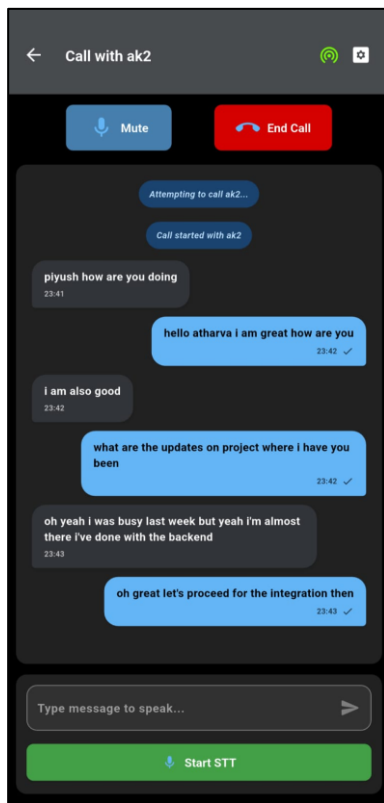 Call with ak2
Mute
End Call
Attempting to call ak2...
Call started with ak2
piyush how are you doing
23:41
hello atharva i am great how are you
23:42
i am also good
23:42
what are the updates on project where i have you
been
23:42
oh yeah i was busy last week but yeah i'm almost
there i've done with the backend
23:43
oh great let's proceed for the integration then
23:43
Type message to speak...
Start STT